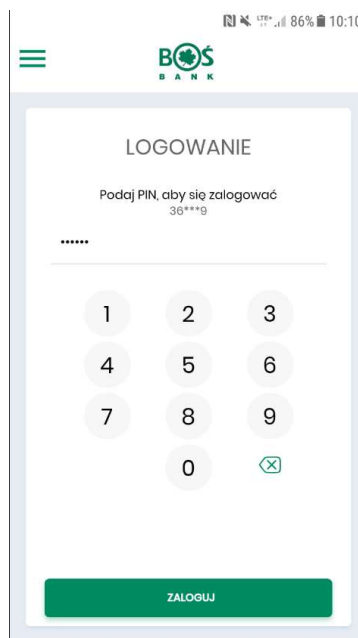 LTE+ 86% 10:10
BOŚ
BANK
LOGOWANIE
Podaj PIN, aby się zalogować
36***9
••••••
1 2 3
4 5 6
7 8 9
0
ZALOGUJ